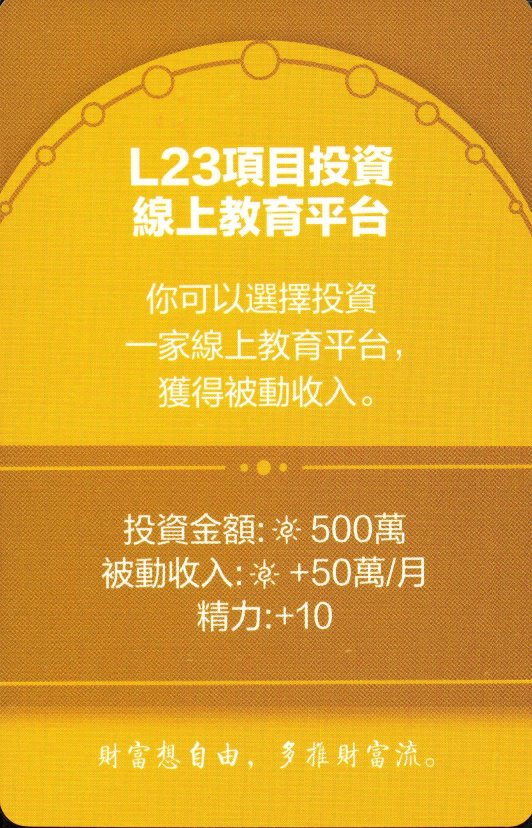 L23項目投資
線上教育平台
你可以選擇投資
一家線上教育平台，
獲得被動收入。
投資金額: 500萬
被動收入: +50萬/月
精力:+10
財富想自由，多推財富流。